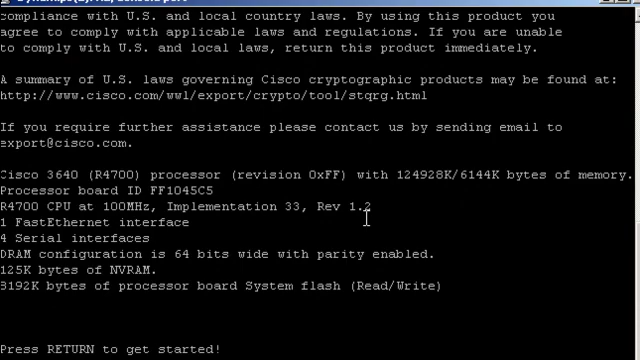 compliance with U.S. and local country laws. By using this product you
agree to comply with applicable laws and regulations. If you are unable
to comply with U.S. and local laws, return this product immediately.
A summary of U.S. laws governing Cisco cryptographic products may be found at:
http://www.cisco.com/wwl/export/crypto/tool/stqrg.html
If you require further assistance please contact us by sending email to
export@cisco.com.
Cisco 3640 (R4700) processor (revision 0xFF) with 124928K/6144K bytes of memory.
Processor board ID FF1045C5
R4700 CPU at 100MHz, Implementation 33, Rev 1.2
1 FastEthernet interface
4 Serial interfaces
DRAM configuration is 64 bits wide with parity enabled.
125K bytes of NVRAM.
8192K bytes of processor board System flash (Read/Write)
Press RETURN to get started!